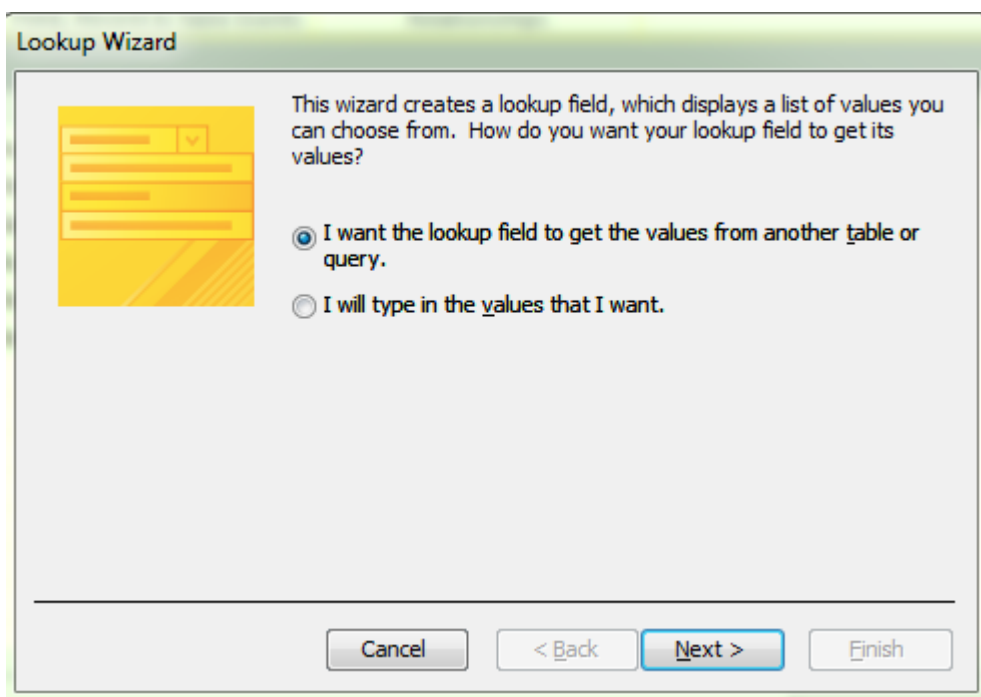 Lookup Wizard
This wizard creates a lookup field, which displays a list of values you
can choose from. How do you want your lookup field to get its
values?
I want the lookup field to get the values from another table or
query.
I will type in the values that I want.
Cancel
< Back
Next >
Finish